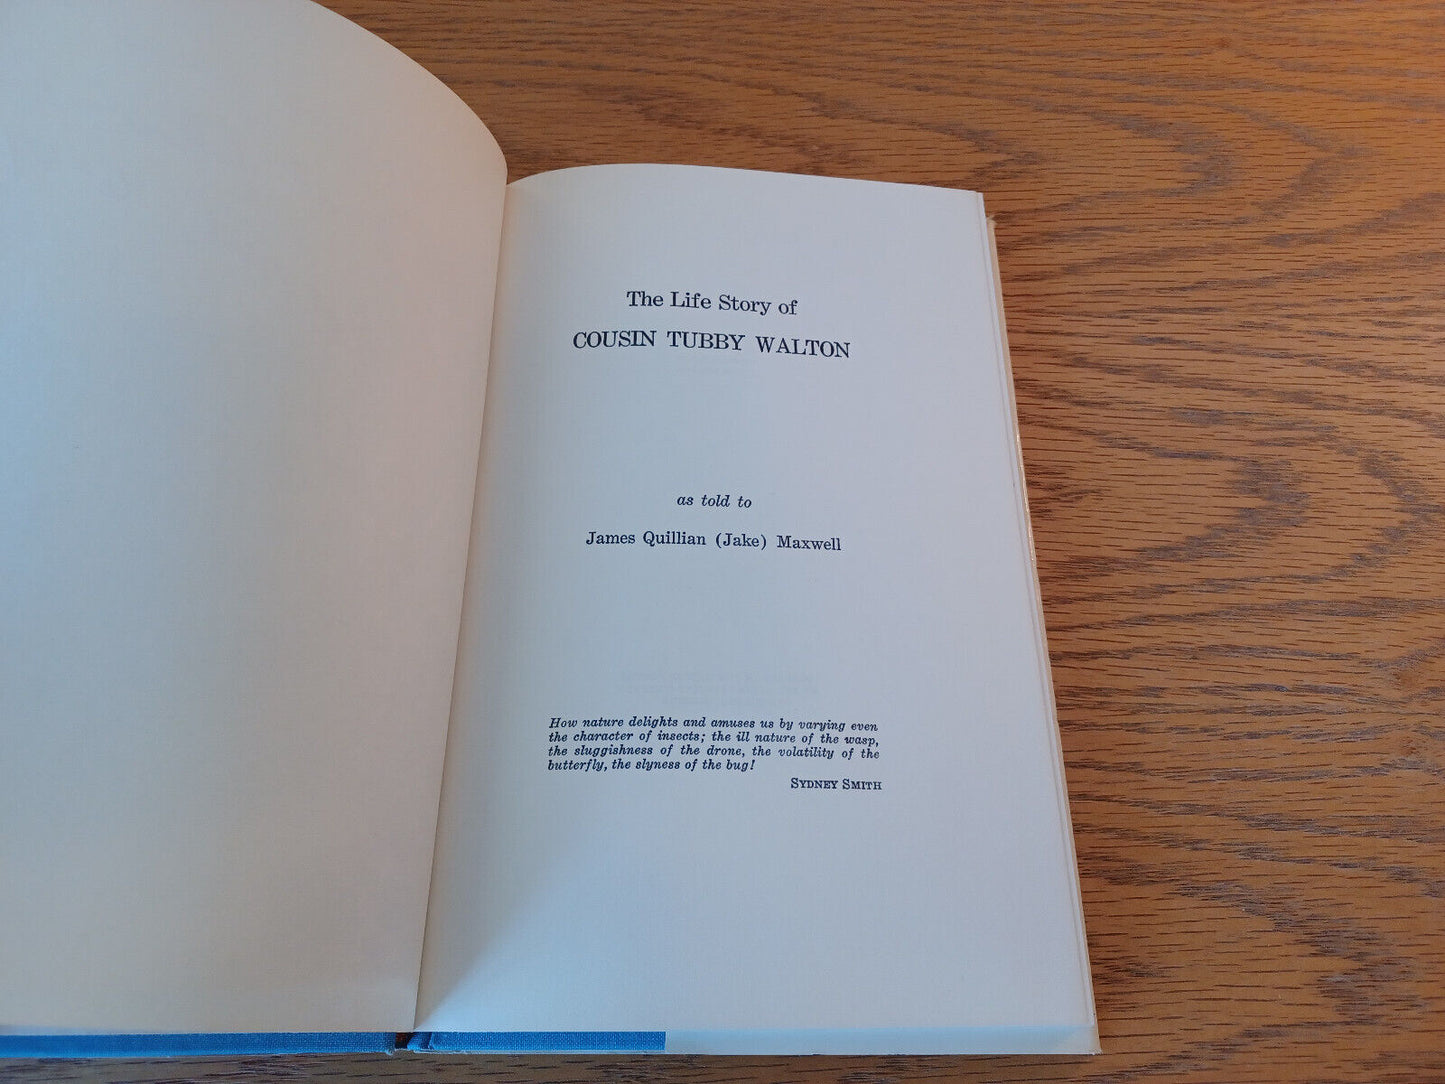 The Life Story of
COUSIN TUBBY WALTON
as told to
James Quillian (Jake) Maxwell
How nature delights and amuses us by varying even
the character of insects; the ill nature of the wasp,
the sluggishness of the drone, the volatility of the
butterfly, the slyness of the bug!
SYDNEY SMITH